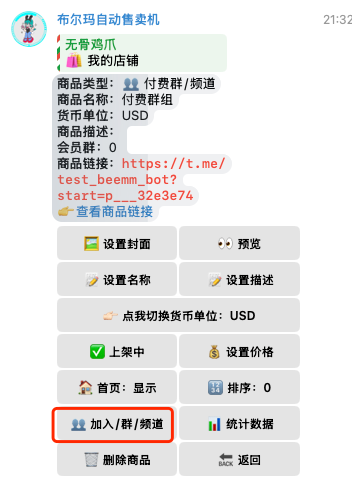 布尔玛自动售卖机 21:32
无骨鸡爪
🛍️ 我的店铺
商品类型: 👥 付费群/频道
商品名称: 付费群组
货币单位: USD
商品描述:
会员群: 0
商品链接: https://t.me/
test_beemm_bot?
start=p___32e3e74
👉查看商品链接
🖼️ 设置封面 👀 预览
📝 设置名称 📝 设置描述
👉🏻 点我切换货币单位: USD
✅ 上架中 💰 设置价格
🏠 首页: 显示 🔢 排序: 0
👥 加入/群/频道 📊 统计数据
🗑️ 删除商品 🔙 返回